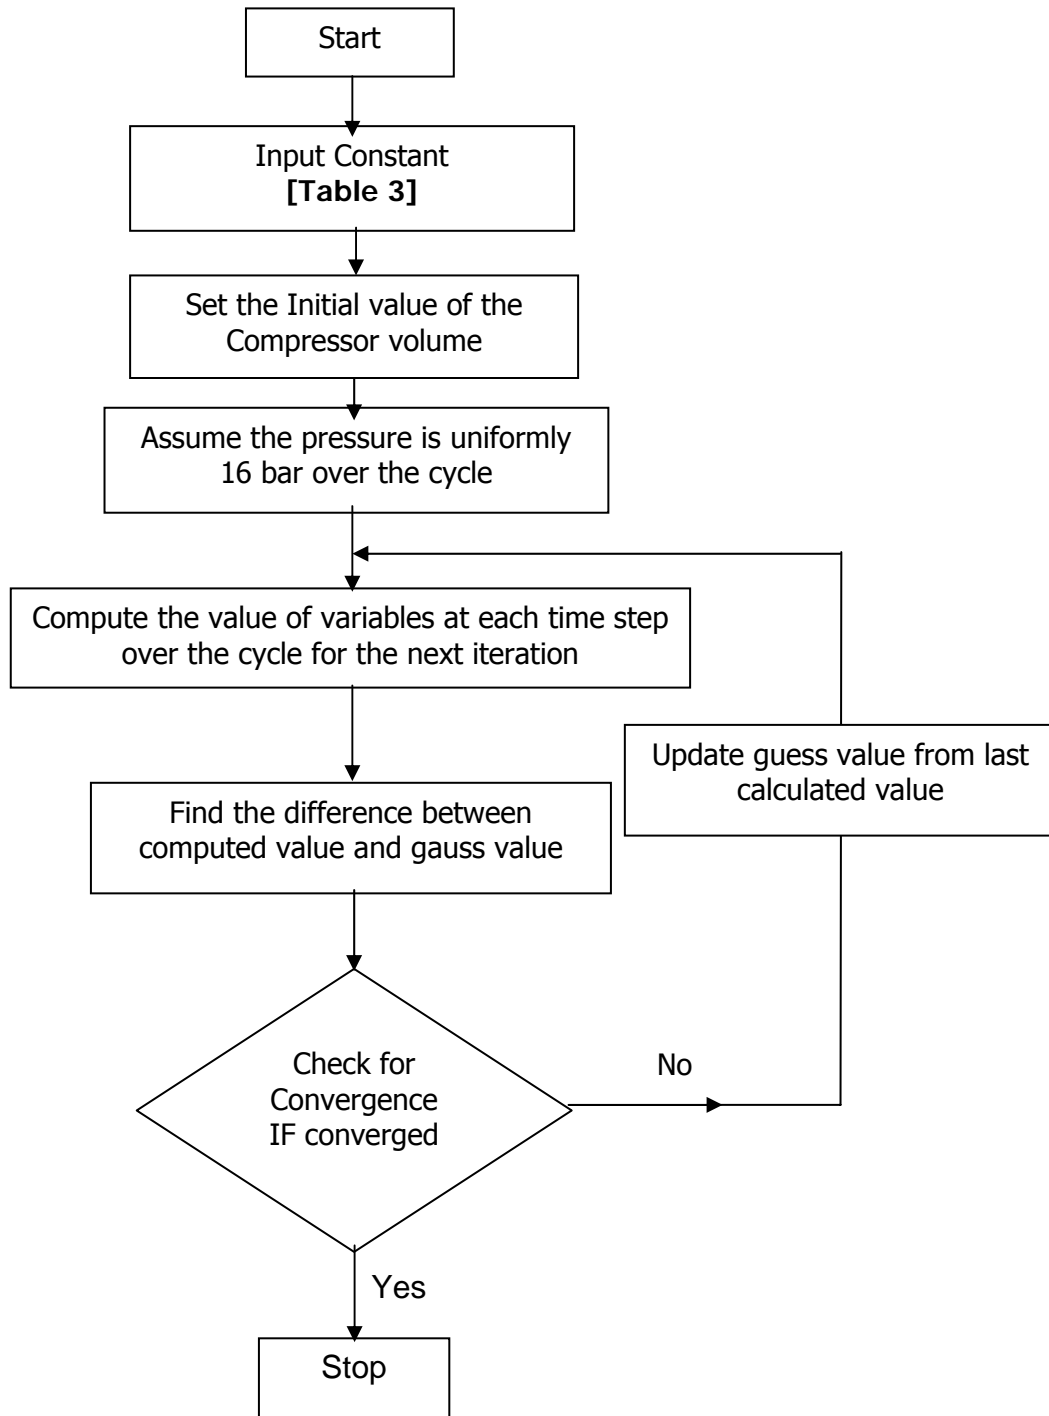 Start
Input Constant
[Table 3]
Set the Initial value of the
Compressor volume
Assume the pressure is uniformly
16 bar over the cycle
Compute the value of variables at each time step
over the cycle for the next iteration
Update guess value from last
calculated value
Find the difference between
computed value and gauss value
Check for
Convergence
IF converged
No
Yes
Stop